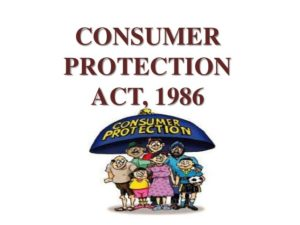 CONSUMER
PROTECTION
ACT, 1986
CONSUMER
PROTECTION